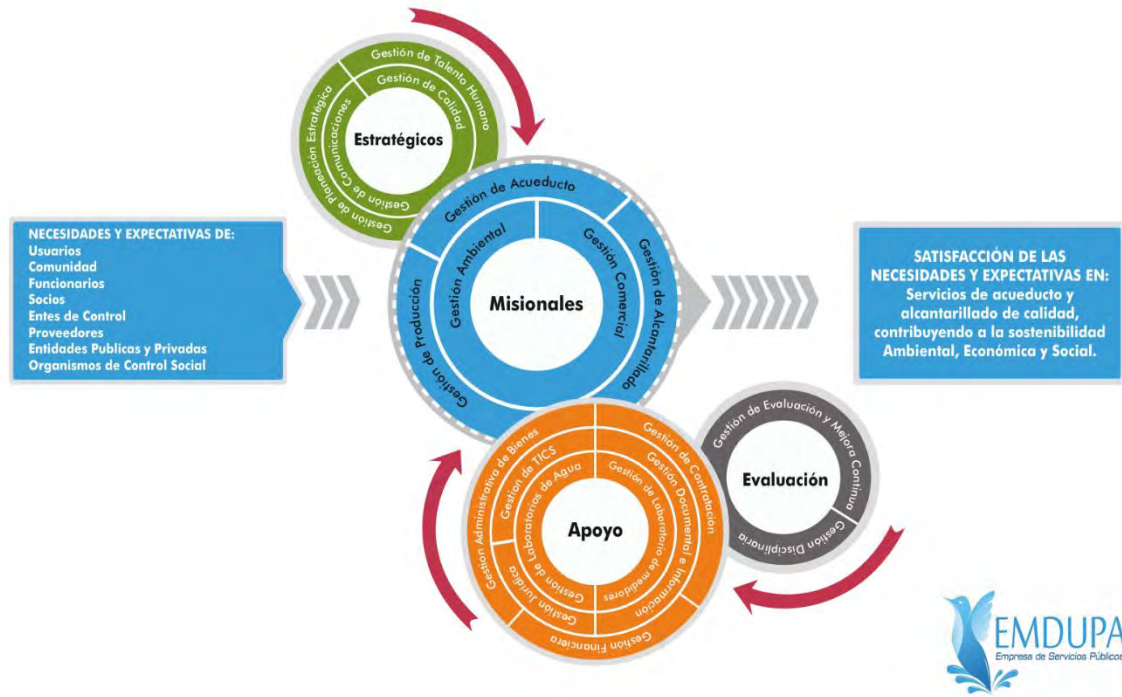 Gestión de Talento Humano
Gestión de Calidad
Gestión de Planeación Estratégica
Gestión de Comunicaciones
Estratégicos
NECESIDADES Y EXPECTATIVAS DE:
Usuarios
Comunidad
Funcionarios
Socios
Entes de Control
Proveedores
Entidades Publicas y Privadas
Organismos de Control Social
Gestión de Acueducto
Gestión Ambiental
Gestión Comercial
Gestión de Producción
Gestión de Alcantarillado
Misionales
SATISFACCIÓN DE LAS
NECESIDADES Y EXPECTATIVAS EN:
Servicios de acueducto y
alcantarillado de calidad,
contribuyendo a la sostenibilidad
Ambiental, Económica y Social.
Gestión Administrativa de Bienes
Gestion de TICS
Gestión de Laboratorios de Agua
Gestión de Contratación
Gestión Documental e Información
Gestión de Laboratorio de medidores
Apoyo
Gestión Jurídica
Gestión Financiera
Gestión de Evaluación y Mejora Continua
Evaluación
Gestión Disciplinaria
EMDUPA
Empresa de Servicios Públicos